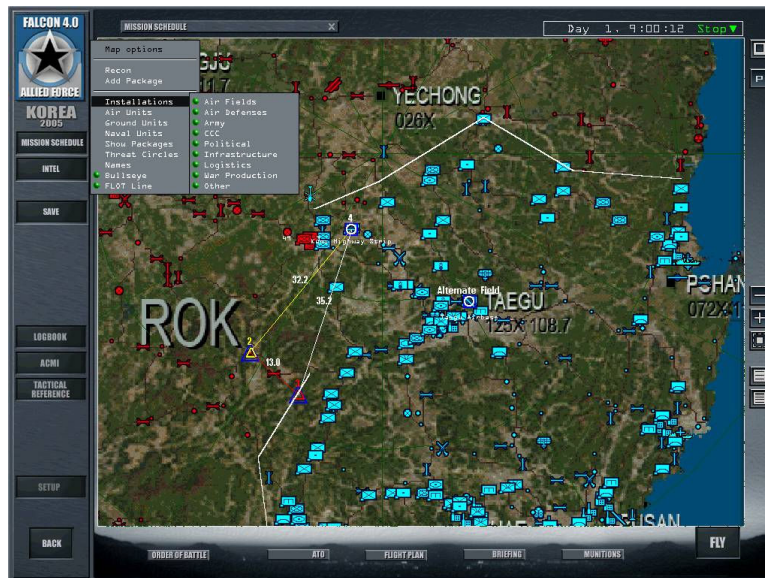 FALCON 4.0
ALLIED FORCE
KOREA
2005
MISSION SCHEDULE
INTEL
SAVE
LOGBOOK
ACMI
TACTICAL
REFERENCE
SETUP
BACK
MISSION SCHEDULE X
Day 1, 9:00:12 Stop
Map options
Recon
Add Package
Installations
Air Units
Ground Units
Naval Units
Show Packages
Threat Circles
Names
Bullseye
FLOT Line
Air Fields
Air Defenses
Army
CCC
Political
Infrastructure
Logistics
War Production
Other
YECHONG
026X
4
Highway Strip
32.2
35.2
Alternate Field
TAEGU
125X 108.7
ROK
2
13.0
P
FLY
ORDER OF BATTLE
ATO
FLIGHT PLAN
BRIEFING
MUNITIONS